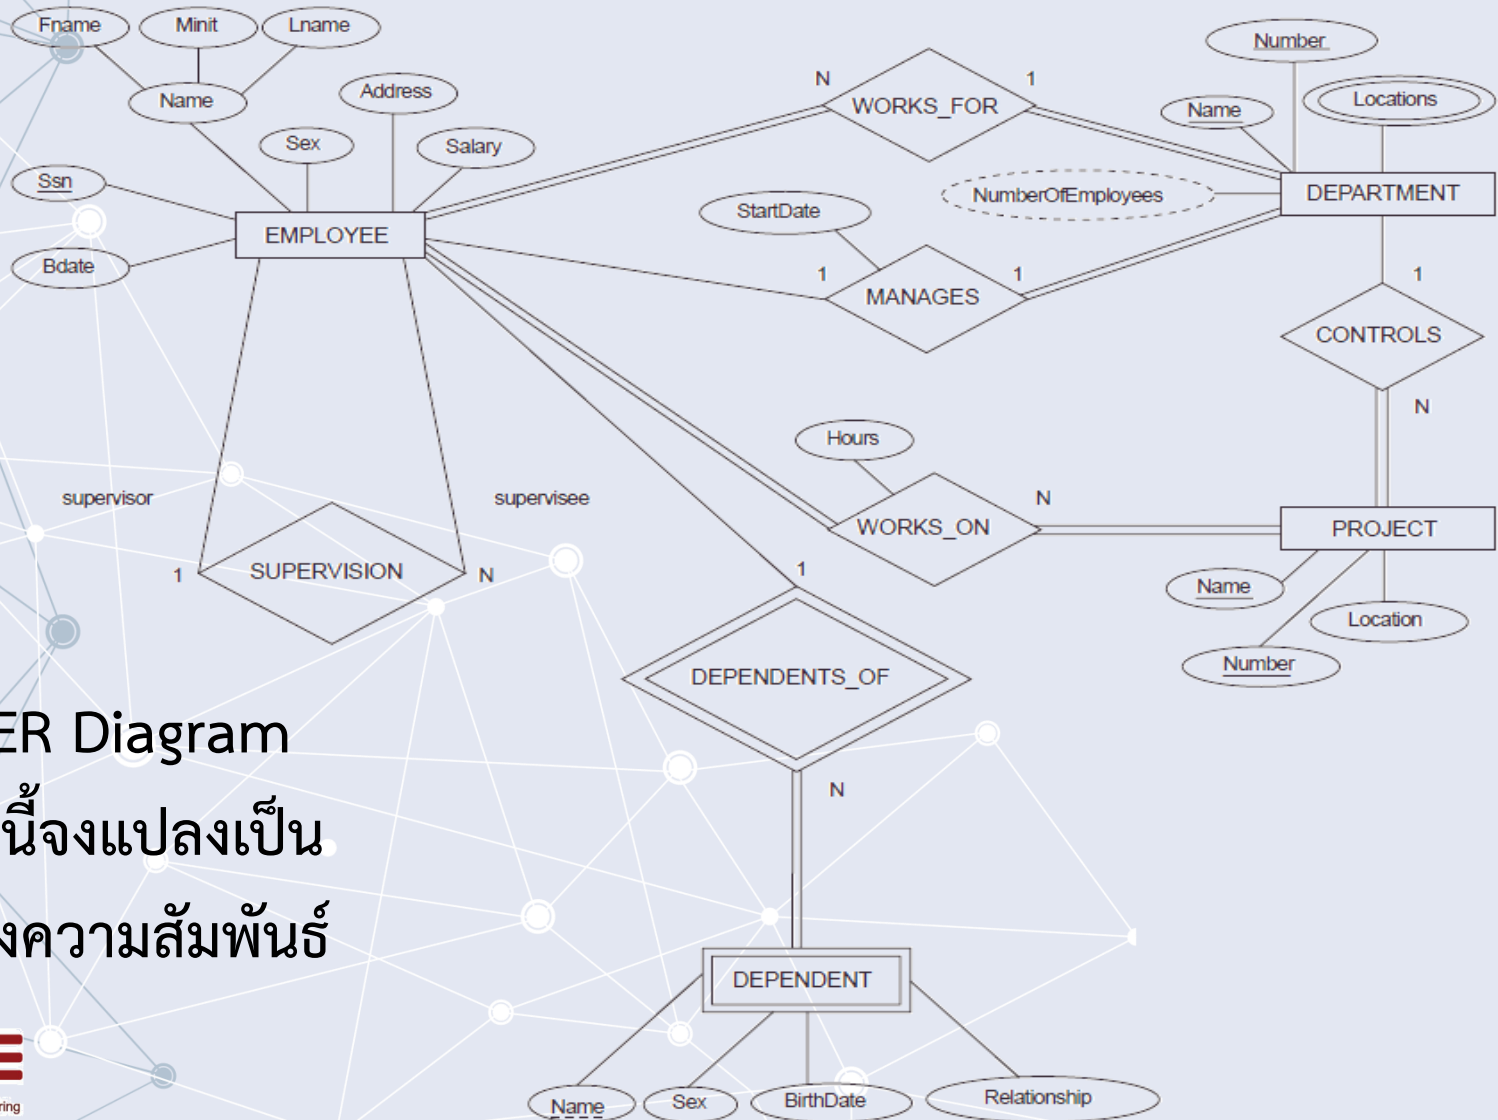 Fname
Minit
Lname
Name
Address
Sex
Salary
Ssn
Bdate
EMPLOYEE
N
WORKS_FOR
1
Number
Name
Locations
NumberOfEmployees
DEPARTMENT
StartDate
1
MANAGES
1
1
CONTROLS
N
Hours
N
WORKS_ON
PROJECT
Name
Location
Number
supervisor
supervisee
1
SUPERVISION
N
1
DEPENDENTS_OF
N
ER Diagram
นี้จงแปลงเป็น
งความสัมพันธ์
DEPENDENT
Name
Sex
BirthDate
Relationship
ring